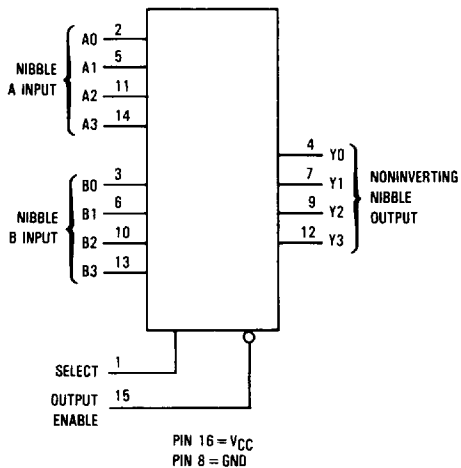 NIBBLE
A INPUT
A0 2
A1 5
A2 11
A3 14
NIBBLE
B INPUT
B0 3
B1 6
B2 10
B3 13
4 Y0
7 Y1
9 Y2
12 Y3
NONINVERTING
NIBBLE
OUTPUT
SELECT 1
OUTPUT
ENABLE 15
PIN 16 = VCC
PIN 8 = GND